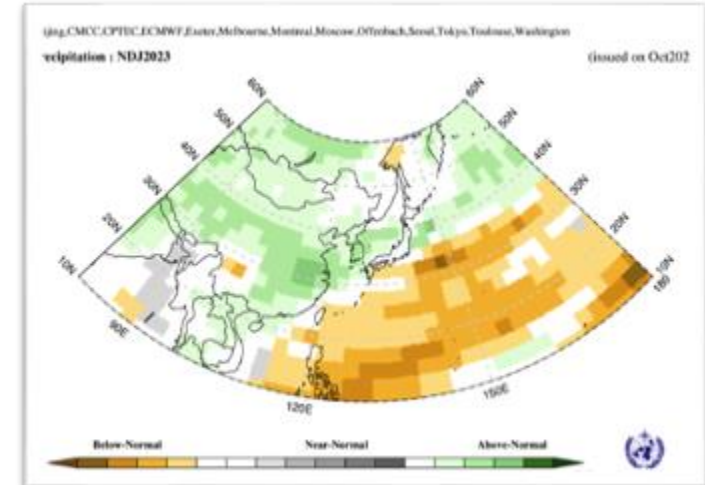 ijing,CMCC,CPTEC,ECMWF,Exeter,Melbourne,Montreal,Moscow,Offenbach,Seoul,Tokyo,Toulouse,Washington
recipitation : NDJ2023 (issued on Oct202
60N 60N
50N 50N
40N 40N
30N 30N
20N 20N
10N 10N
180
90E
120E 150E
Below-Normal Near-Normal Above-Normal